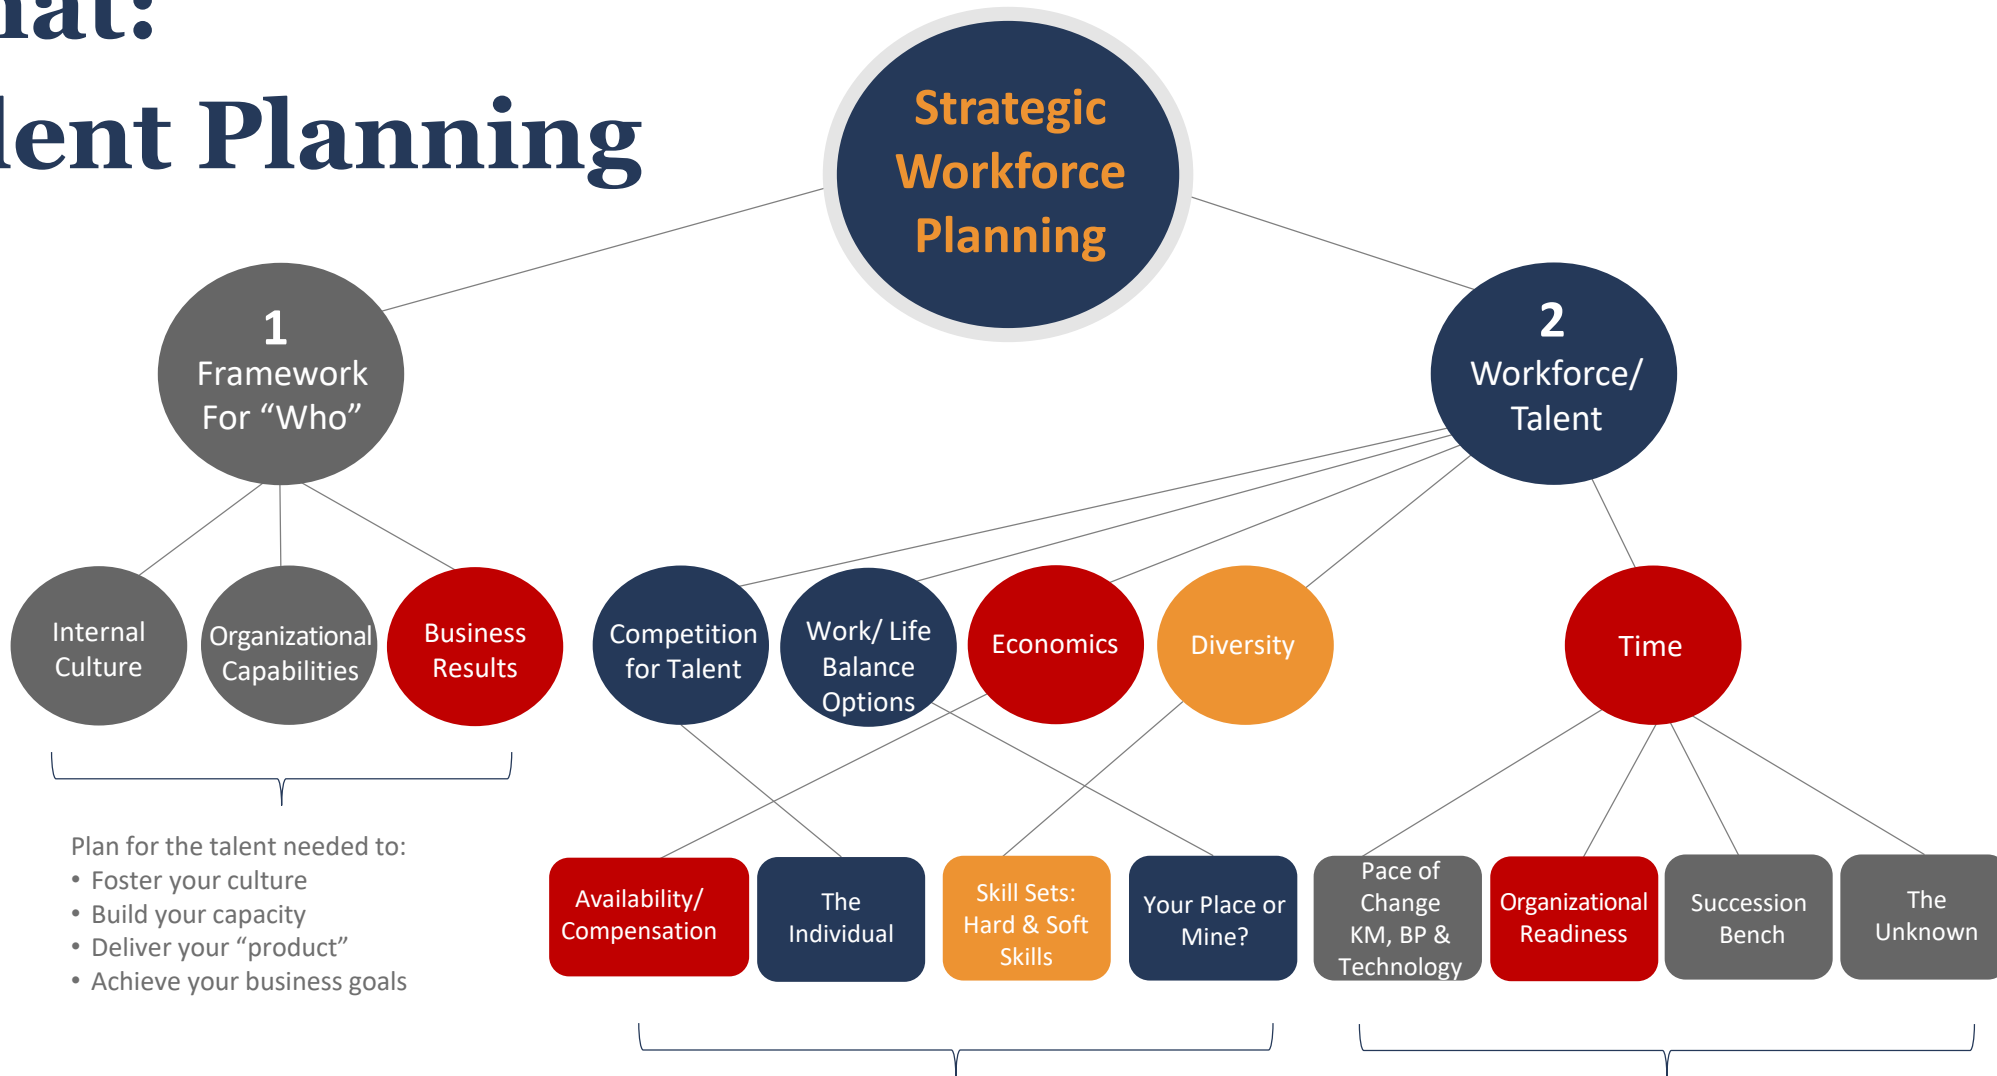 lent Planning
Strategic
Workforce
Planning
1
Framework
For “Who”
2
Workforce/
Talent
Internal
Culture
Organizational
Capabilities
Business
Results
Competition
for Talent
Work/ Life
Balance
Options
Economics
Diversity
Time
Plan for the talent needed to:
• Foster your culture
• Build your capacity
• Deliver your “product”
• Achieve your business goals
Availability/
Compensation
The
Individual
Skill Sets:
Hard & Soft
Skills
Your Place or
Mine?
Pace of
Change
KM, BP &
Technology
Organizational
Readiness
Succession
Bench
The
Unknown